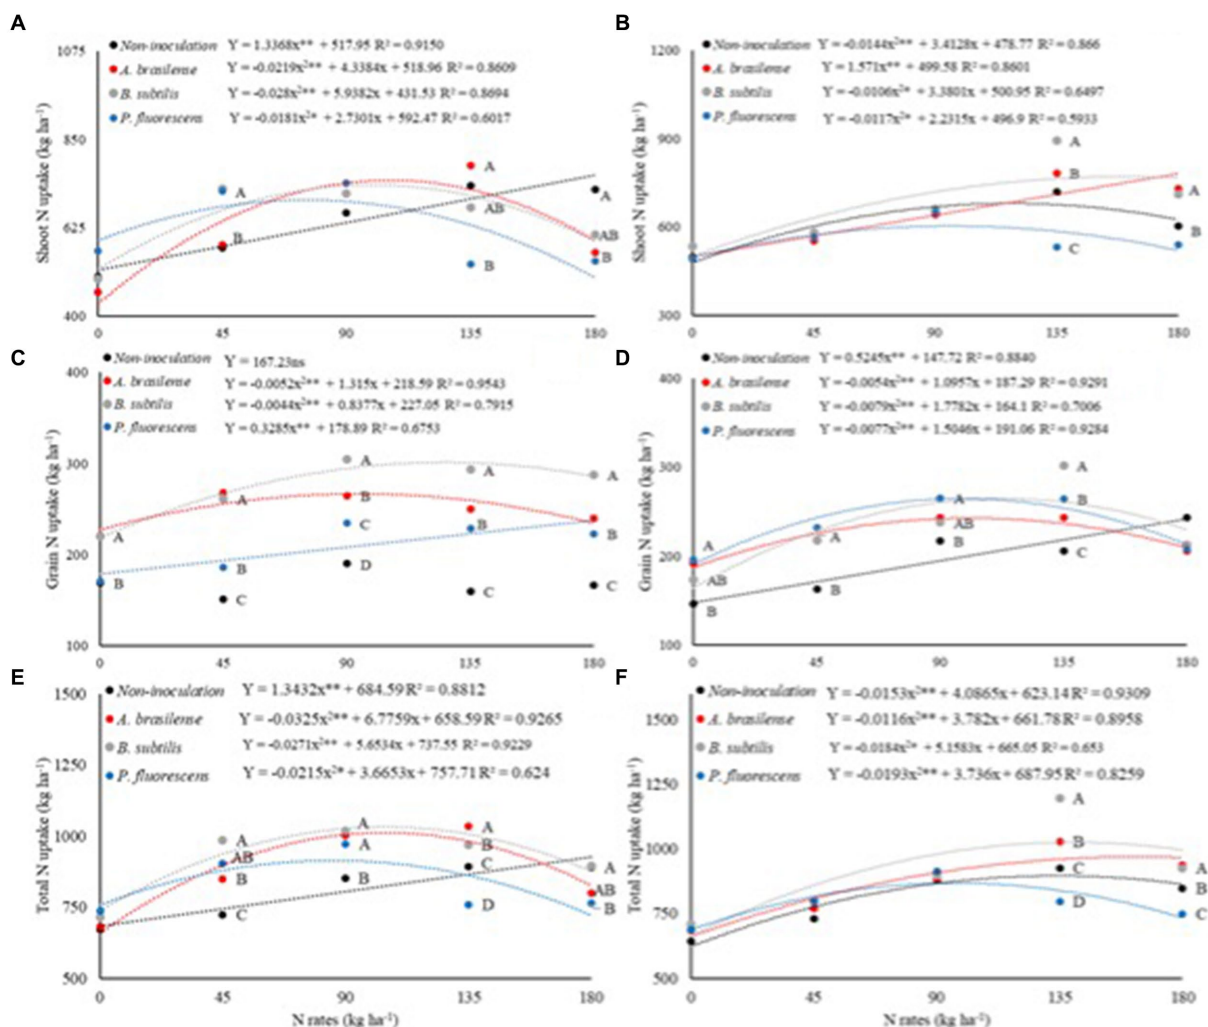 A
Non-inoculation Y = 1.3368x** + 517.95 R² = 0.9150
A. brasilense Y = -0.0219x²** + 4.3384x + 518.96 R² = 0.8609
B. subtilis Y = -0.028x²** + 5.9382x + 431.53 R² = 0.8694
P. fluorescens Y = -0.0181x²* + 2.7301x + 592.47 R² = 0.6017
Shoot N uptake (kg ha⁻¹)
1075
850
625
400
A
B
A
AB
B
A
AB
B
0 45 90 135 180
B
Non-inoculation Y = -0.0144x²** + 3.4128x + 478.77 R² = 0.866
A. brasilense Y = 1.571x** + 499.58 R² = 0.8601
B. subtilis Y = -0.0106x²* + 3.3801x + 500.95 R² = 0.6497
P. fluorescens Y = -0.0117x²* + 2.2315x + 496.9 R² = 0.5933
Shoot N uptake (kg ha⁻¹)
1200
900
600
300
A
B
C
A
B
0 45 90 135 180
C
Non-inoculation Y = 167.23ns
A. brasilense Y = -0.0052x²** + 1.315x + 218.59 R² = 0.9543
B. subtilis Y = -0.0044x²** + 0.8377x + 227.05 R² = 0.7915
P. fluorescens Y = 0.3285x** + 178.89 R² = 0.6753
Grain N uptake (kg ha⁻¹)
400
300
200
100
A
B
A
B
C
A
B
C
D
A
B
C
A
B
C
0 45 90 135 180
D
Non-inoculation Y = 0.5245x** + 147.72 R² = 0.8840
A. brasilense Y = -0.0054x²** + 1.0957x + 187.29 R² = 0.9291
B. subtilis Y = -0.0079x²** + 1.7782x + 164.1 R² = 0.7006
P. fluorescens Y = -0.0077x²** + 1.5046x + 191.06 R² = 0.9284
Grain N uptake (kg ha⁻¹)
400
300
200
100
A
AB
B
A
B
A
AB
B
A
B
C
0 45 90 135 180
E
Non-inoculation Y = 1.3432x** + 684.59 R² = 0.8812
A. brasilense Y = -0.0325x²** + 6.7759x + 658.59 R² = 0.9265
B. subtilis Y = -0.0271x²** + 5.6534x + 737.55 R² = 0.9229
P. fluorescens Y = -0.0215x²* + 3.6653x + 757.71 R² = 0.624
Total N uptake (kg ha⁻¹)
1500
1250
1000
750
500
A
AB
B
C
A
A
B
A
B
C
D
A
AB
B
0 45 90 135 180
N rates (kg ha⁻¹)
F
Non-inoculation Y = -0.0153x²** + 4.0865x + 623.14 R² = 0.9309
A. brasilense Y = -0.0116x²** + 3.782x + 661.78 R² = 0.8958
B. subtilis Y = -0.0184x²* + 5.1583x + 665.05 R² = 0.653
P. fluorescens Y = -0.0193x²** + 3.736x + 687.95 R² = 0.8259
Total N uptake (kg ha⁻¹)
1500
1250
1000
750
500
A
B
C
D
A
B
C
0 45 90 135 180
N rates (kg ha⁻¹)